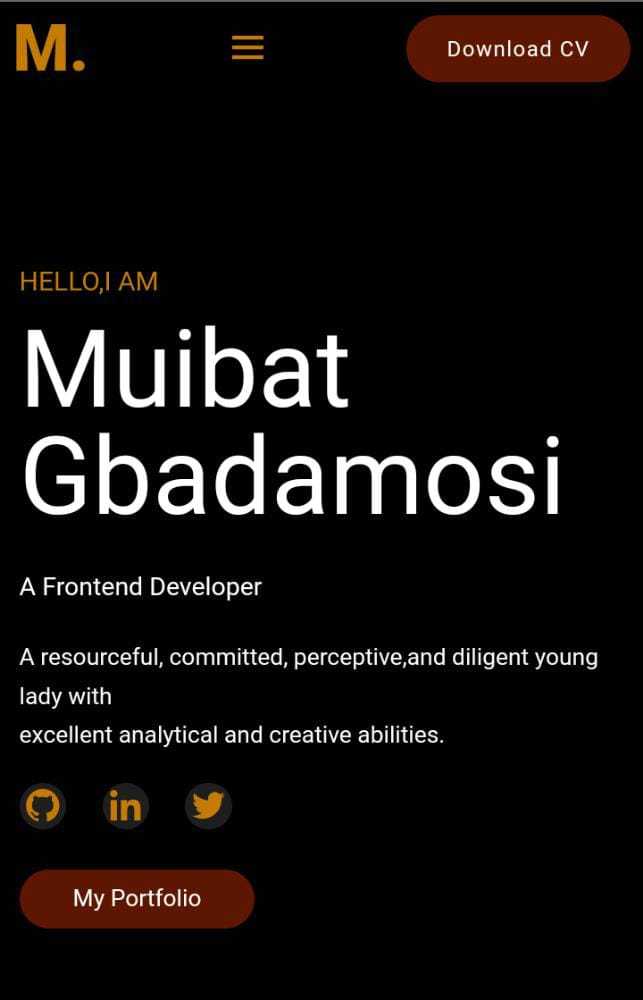 M.
Download CV
HELLO,I AM
Muibat
Gbadamosi
A Frontend Developer
A resourceful, committed, perceptive,and diligent young
lady with
excellent analytical and creative abilities.
in
My Portfolio